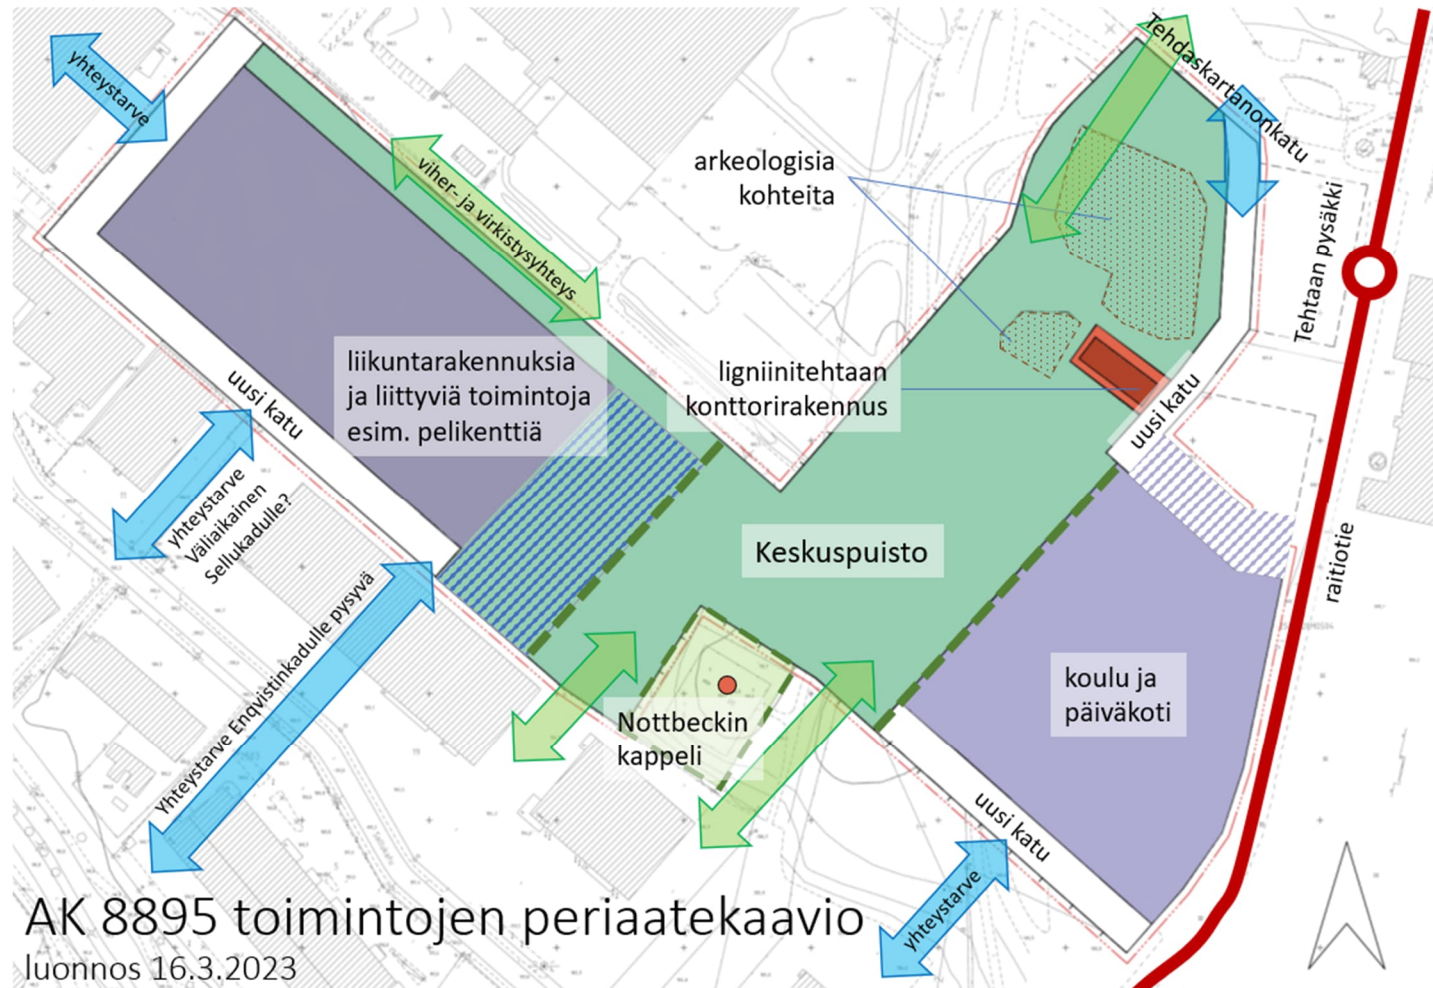 yhteystarve
Tehdaskartanonkatu
viher- ja virkistysyhteys
arkeologisia
kohteita
Tehtaan pysäkki
liikuntarakennuksia
ja liittyviä toimintoja
esim. pelikenttiä
ligniinitehtaan
konttorirakennus
uusi katu
uusi katu
yhteystarve
Väliaikainen
Sellukadulle?
Keskuspuisto
raitiotie
Yhteystarve Enqvistinkadulle pysyvä
koulu ja
päiväkoti
Nottbeckin
kappeli
uusi katu
yhteystarve
AK 8895 toimintojen periaatekaavio
luonnos 16.3.2023